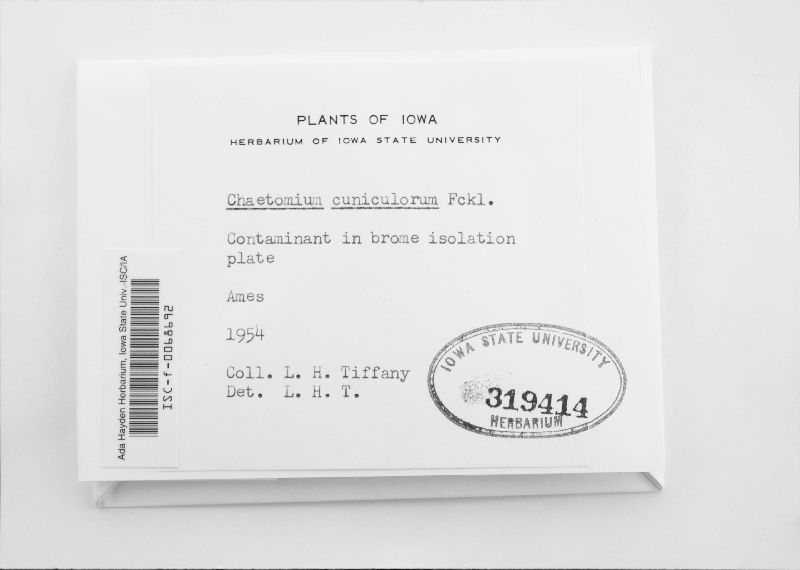 PLANTS OF IOWA
HERBARIUM OF IOWA STATE UNIVERSITY
Chaetomium cuniculorum Fckl.
Contaminant in brome isolation
plate
Ames
1954
Coll. L. H. Tiffany
Det. L. H. T.
Ada Hayden Herbarium, Iowa State Univ.-ISC/IA
ISC-f-0068692
IOWA STATE UNIVERSITY
319414
HERBARIUM